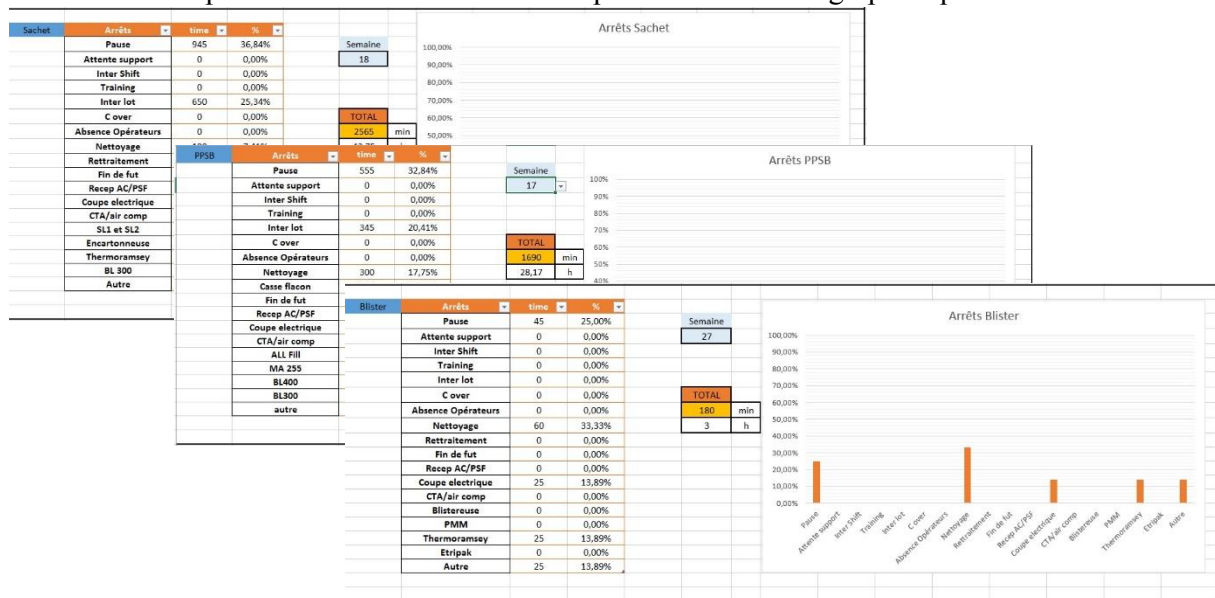 Sachet Arrêts time %
Pause 945 36,84% Semaine
Attente support 0 0,00% 18
Inter Shift 0 0,00%
Training 0 0,00%
Inter lot 650 25,34%
C over 0 0,00% TOTAL
Absence Opérateurs 0 0,00% 2565 min
Nettoyage
Rettraitement
Fin de fut
Recep AC/PSF
Coupe electrique
CTA/air comp
SL1 et SL2
Encartonneuse
Thermoramsey
BL 300
Autre
Arrêts Sachet
100,00%
90,00%
80,00%
70,00%
60,00%
50,00%
PPSB Arrêts time %
Pause 555 32,84% Semaine
Attente support 0 0,00% 17
Inter Shift 0 0,00%
Training 0 0,00%
Inter lot 345 20,41%
C over 0 0,00% TOTAL
Absence Opérateurs 0 0,00% 1690 min
Nettoyage 300 17,75% 28,17 h
Casse flacon
Fin de fut
Recep AC/PSF
Coupe electrique
CTA/air comp
ALL Fill
MA 255
BL400
BL300
autre
Arrêts PPSB
100%
90%
80%
70%
60%
50%
40%
Blister Arrêts time %
Pause 45 25,00% Semaine
Attente support 0 0,00% 27
Inter Shift 0 0,00%
Training 0 0,00%
Inter lot 0 0,00%
C over 0 0,00% TOTAL
Absence Opérateurs 0 0,00% 180 min
Nettoyage 60 33,33% 3 h
Rettraitement 0 0,00%
Fin de fut 0 0,00%
Recep AC/PSF 0 0,00%
Coupe electrique 25 13,89%
CTA/air comp 0 0,00%
Blistereuse 0 0,00%
PMM 0 0,00%
Thermoramsey 25 13,89%
Etripak 0 0,00%
Autre 25 13,89%
Arrêts Blister
100,00%
90,00%
80,00%
70,00%
60,00%
50,00%
40,00%
30,00%
20,00%
10,00%
0,00%
Pause
Attente support
Inter Shift
Training
Inter lot
C over
Absence Opérateurs
Nettoyage
Rettraitement
Fin de fut
Recep AC/PSF
Coupe electrique
CTA/air comp
Blistereuse
PMM
Thermoramsey
Etripak
Autre